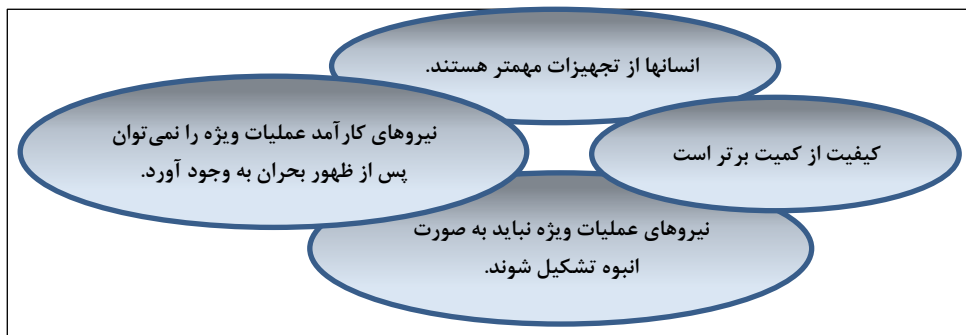 انسانها از تجهیزات مهمتر هستند.
کیفیت از کمیت برتر است
نیروهای کارآمد عملیات ویژه را نمی‌توان
پس از ظهور بحران به وجود آورد.
نیروهای عملیات ویژه نباید به صورت
انبوه تشکیل شوند.